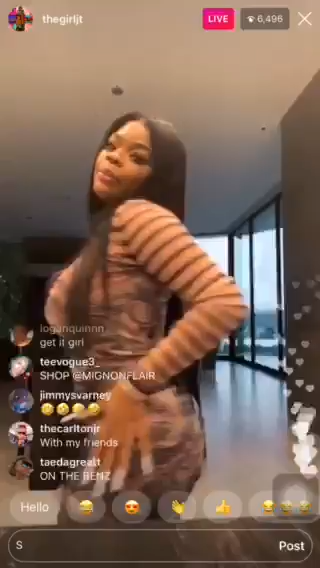 thegirljt
LIVE
6,496
loganquinnn
get it girl
teevogue3_
SHOP @MIGNONFLAIR
jimmysvarney
thecarltonjr
With my friends
taedagreatt
ON THE BENZ
Hello
S
Post